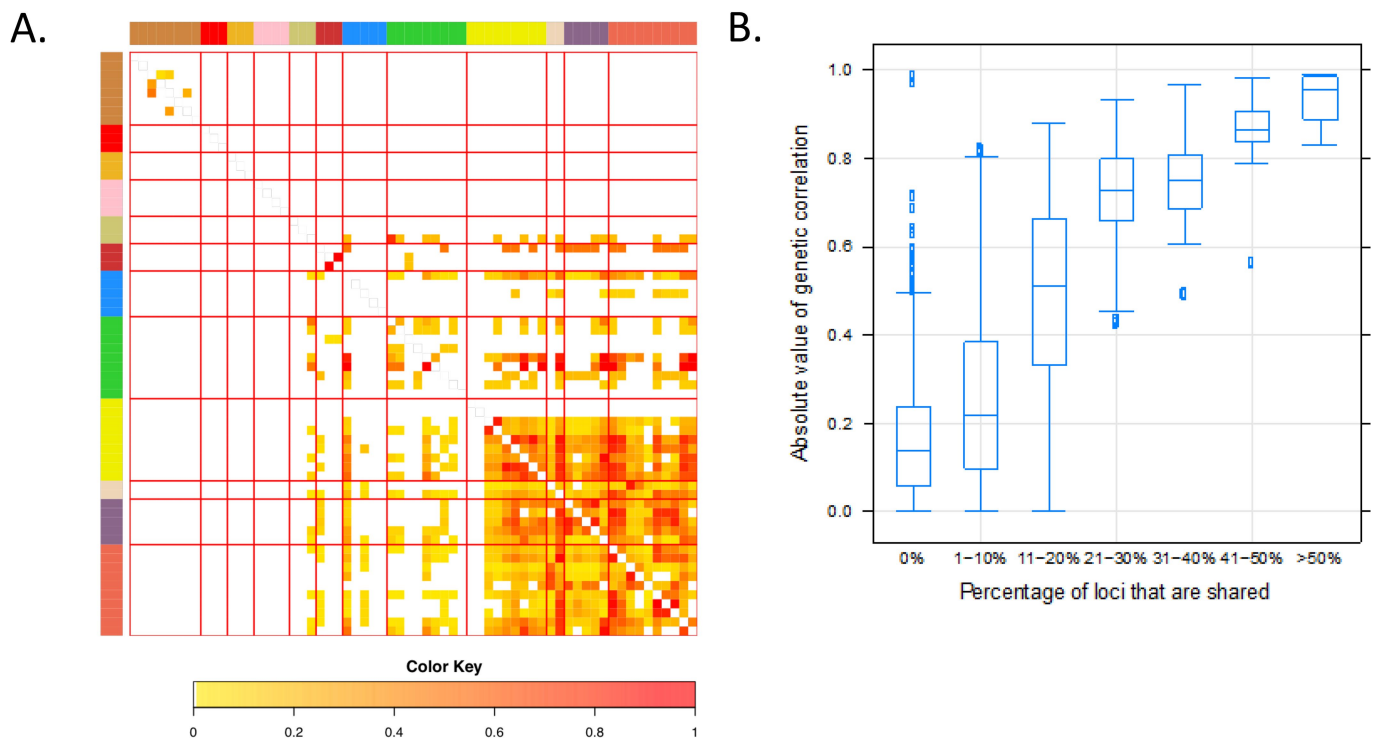 A.
B.
Color Key
0 0.2 0.4 0.6 0.8 1
Absolute value of genetic correlation
1.0
0.8
0.6
0.4
0.2
0.0
0% 1-10% 11-20% 21-30% 31-40% 41-50% >50%
Percentage of loci that are shared